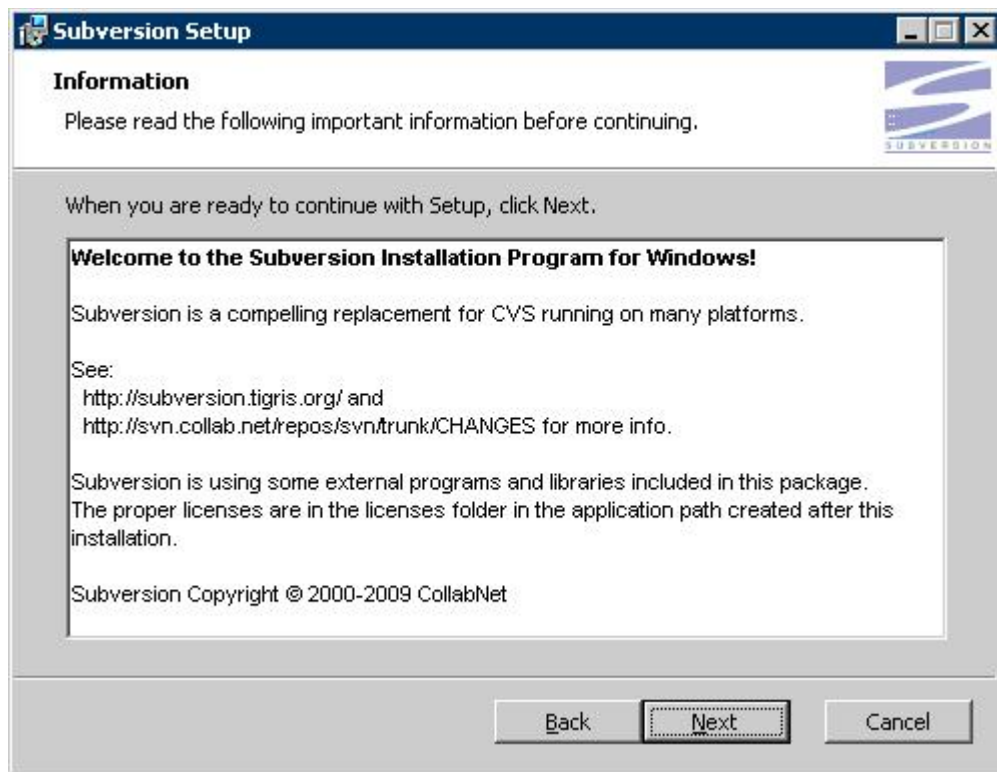 Subversion Setup
Information
Please read the following important information before continuing.
SUBVERSION
When you are ready to continue with Setup, click Next.
Welcome to the Subversion Installation Program for Windows!
Subversion is a compelling replacement for CVS running on many platforms.
See:
http://subversion.tigris.org/ and
http://svn.collab.net/repos/svn/trunk/CHANGES for more info.
Subversion is using some external programs and libraries included in this package.
The proper licenses are in the licenses folder in the application path created after this
installation.
Subversion Copyright © 2000-2009 CollabNet
Back Next Cancel